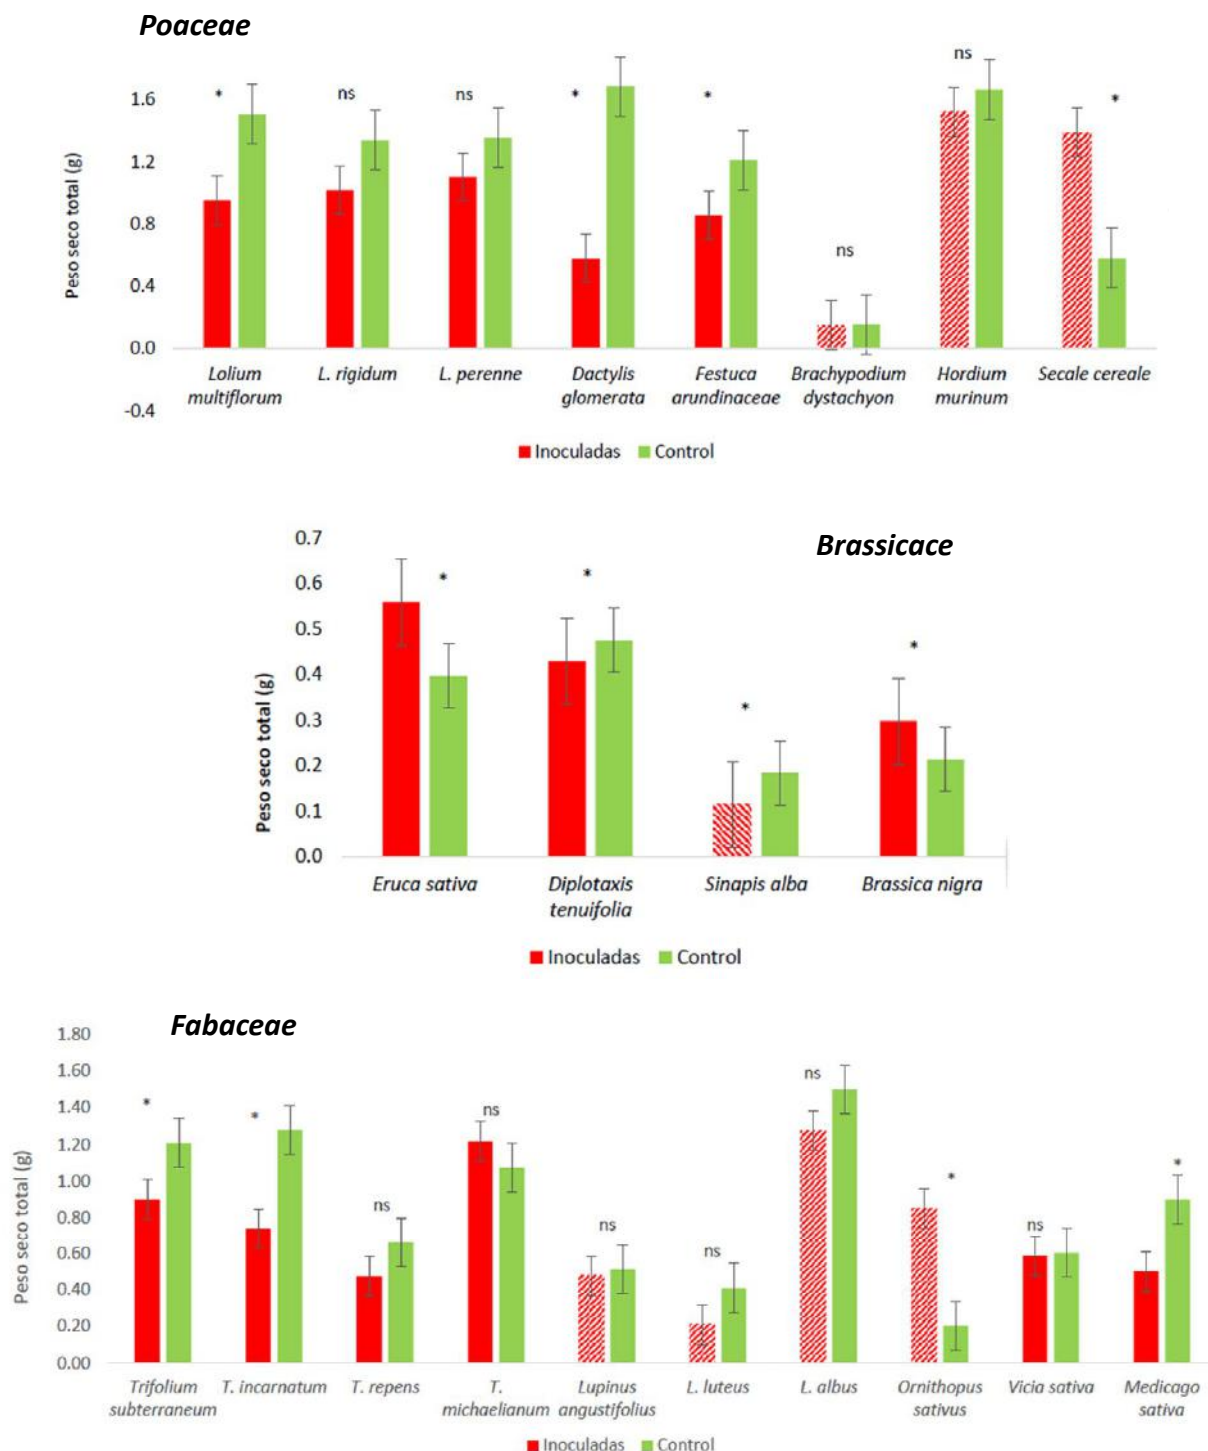 Poaceae
Peso seco total (g)
1.6
1.2
0.8
0.4
0.0
-0.4
* ns ns * * ns ns *
Lolium multiflorum
L. rigidum
L. perenne
Dactylis glomerata
Festuca arundinaceae
Brachypodium dystachyon
Hordium murinum
Secale cereale
Inoculadas Control
Brassicace
Peso seco total (g)
0.7
0.6
0.5
0.4
0.3
0.2
0.1
0.0
* * * *
Eruca sativa
Diplotaxis tenuifolia
Sinapis alba
Brassica nigra
Inoculadas Control
Fabaceae
Peso seco total (g)
1.80
1.60
1.40
1.20
1.00
0.80
0.60
0.40
0.20
0.00
* * ns ns ns ns ns * ns *
Trifolium subterraneum
T. incarnatum
T. repens
T. michaelianum
Lupinus angustifolius
L. luteus
L. albus
Ornithopus sativus
Vicia sativa
Medicago sativa
Inoculadas Control